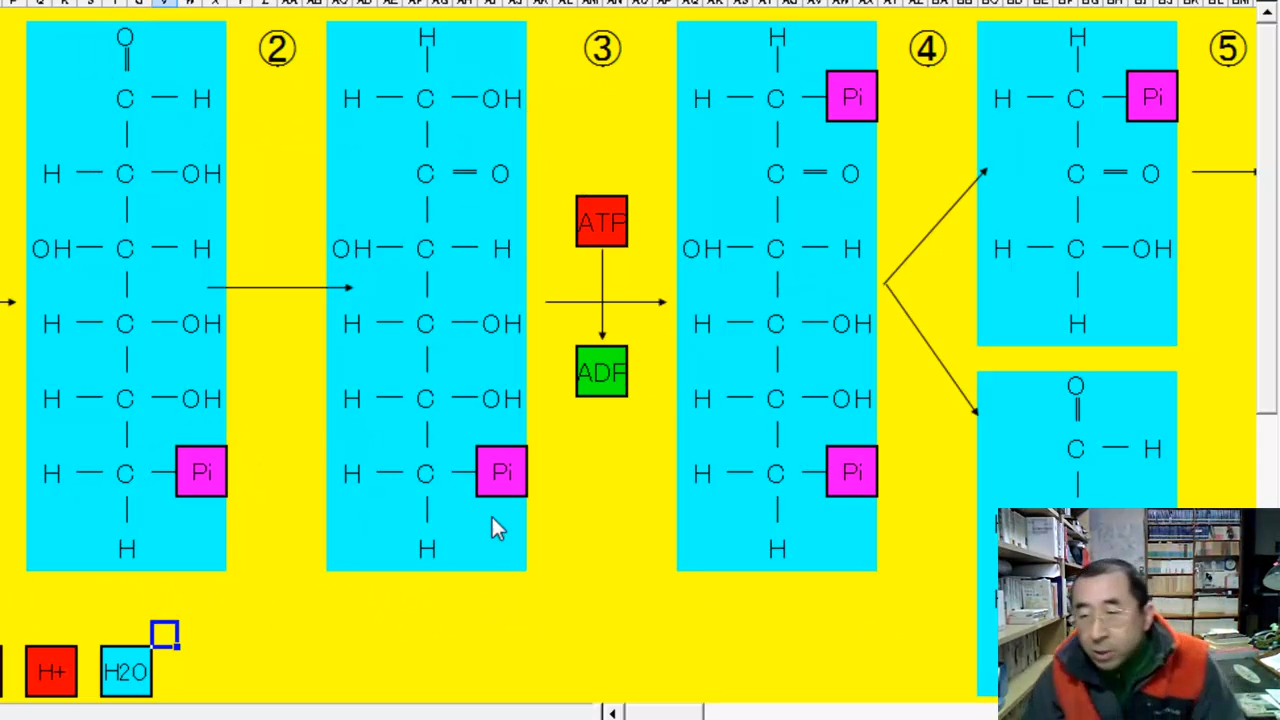 O ② H ③ H ④ H ⑤
C — H H — C — OH H — C — Pi H — C — Pi
H — C — OH C = O C = O C = O
ATP
OH — C — H OH — C — H OH — C — H H — C — OH
H — C — OH H — C — OH H — C — OH H
ADP
O
H — C — OH H — C — OH H — C — OH
C — H
H — C — Pi H — C — Pi H — C — Pi
H H H
H+ H2O